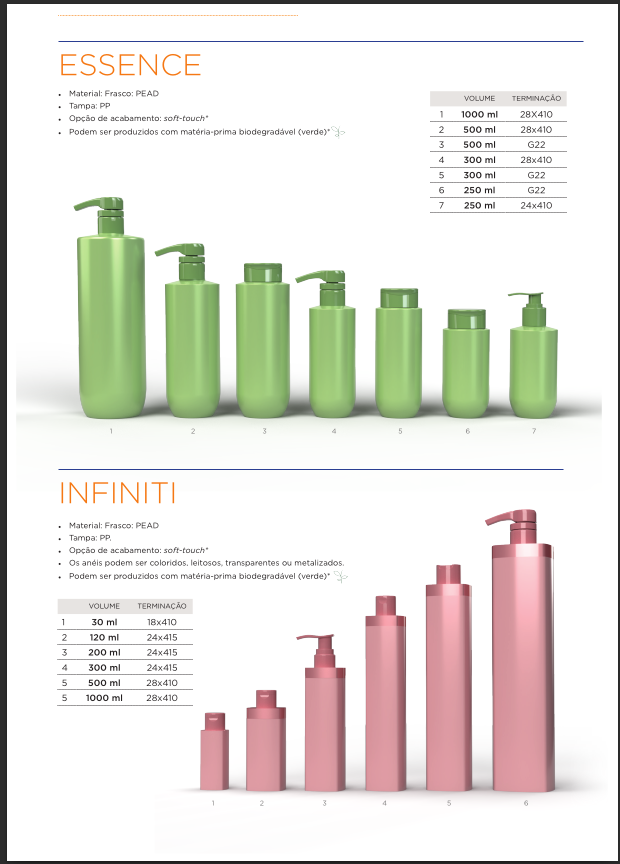 ESSENCE
• Material: Frasco: PEAD
• Tampa: PP
• Opção de acabamento: soft-touch*
• Podem ser produzidos com matéria-prima biodegradável (verde)*
VOLUME TERMINAÇÃO
1 1000 ml 28X410
2 500 ml 28x410
3 500 ml G22
4 300 ml 28x410
5 300 ml G22
6 250 ml G22
7 250 ml 24x410
1 2 3 4 5 6 7
INFINITI
• Material: Frasco: PEAD
• Tampa: PP.
• Opção de acabamento: soft-touch*
• Os anéis podem ser coloridos, leitosos, transparentes ou metalizados.
• Podem ser produzidos com matéria-prima biodegradável (verde)*
VOLUME TERMINAÇÃO
1 30 ml 18x410
2 120 ml 24x415
3 200 ml 24x415
4 300 ml 24x415
5 500 ml 28x410
5 1000 ml 28x410
1 2 3 4 5 6